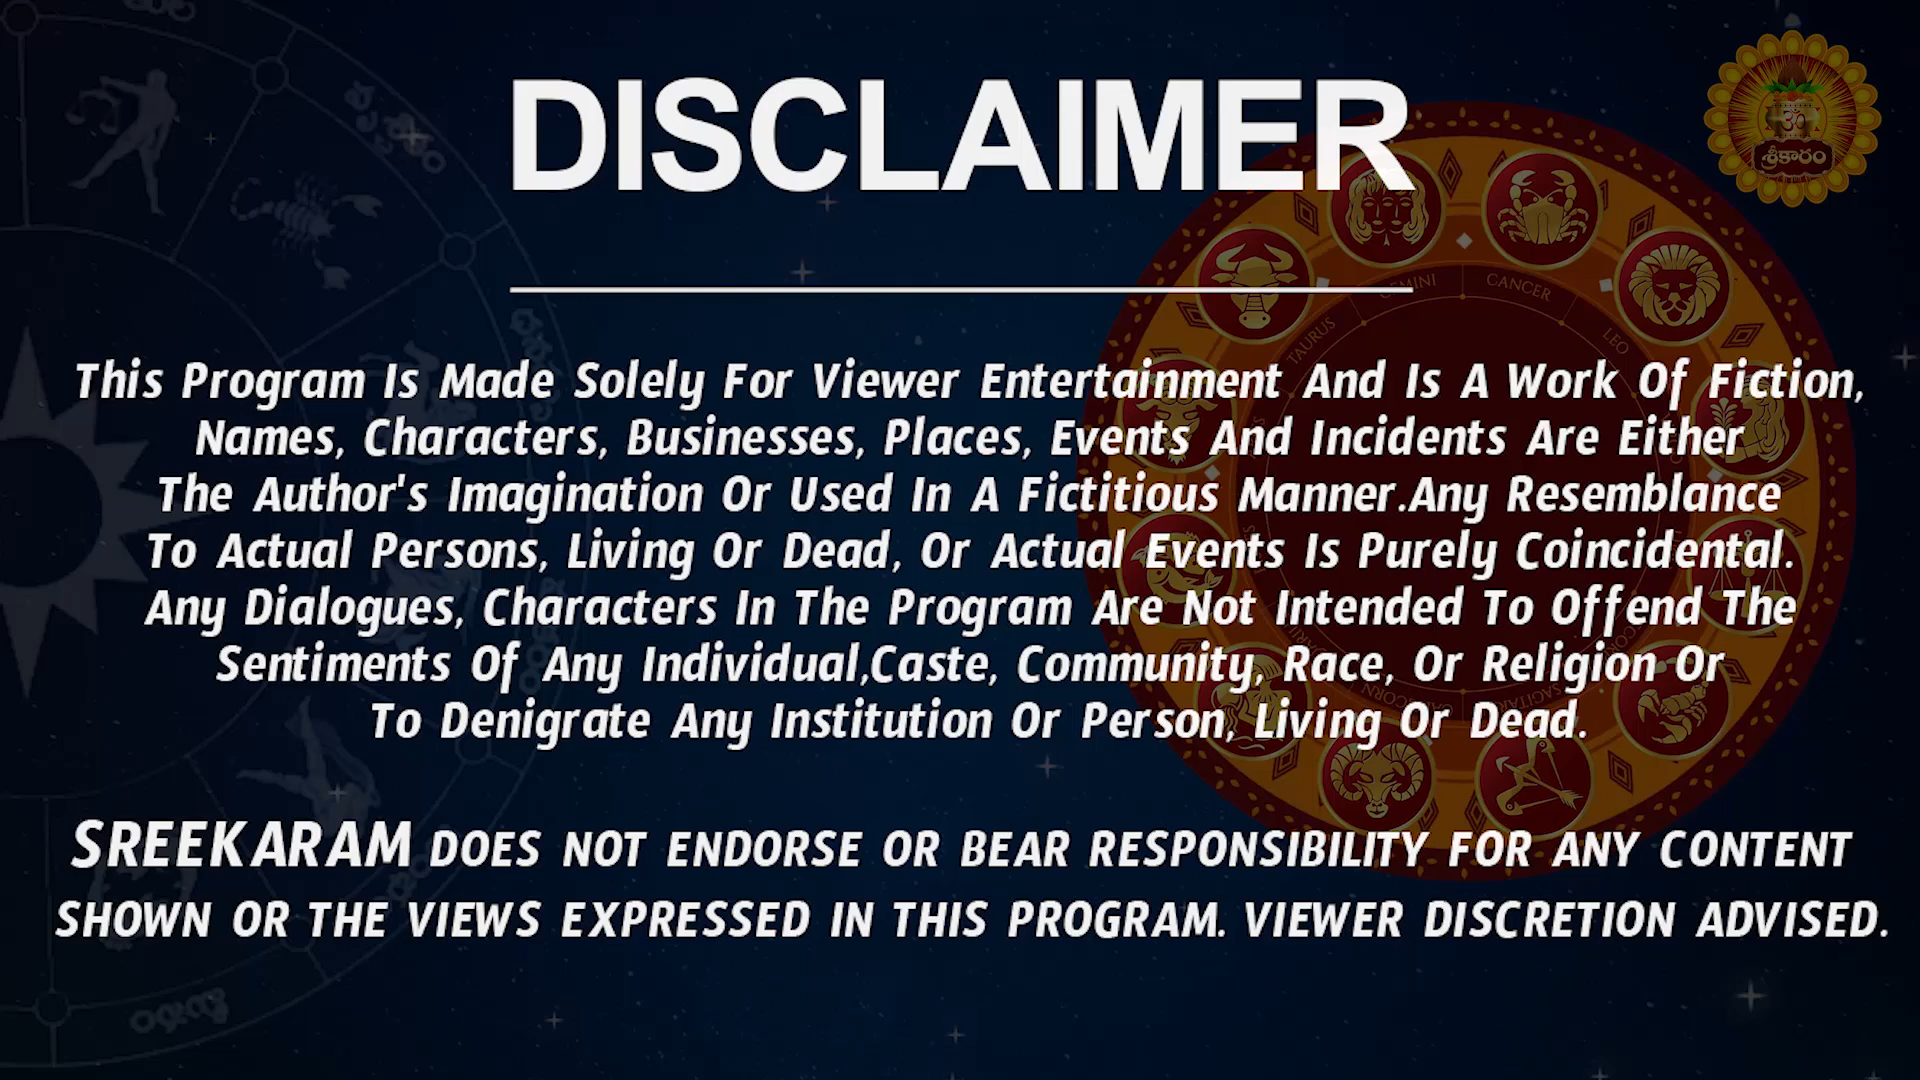 DISCLAIMER
శ్రీకారం
GEMINI
CANCER
TAURUS
LEO
This Program Is Made Solely For Viewer Entertainment And Is A Work Of Fiction,
Names, Characters, Businesses, Places, Events And Incidents Are Either
The Author's Imagination Or Used In A Fictitious Manner.Any Resemblance
To Actual Persons, Living Or Dead, Or Actual Events Is Purely Coincidental.
Any Dialogues, Characters In The Program Are Not Intended To Offend The
Sentiments Of Any Individual,Caste, Community, Race, Or Religion Or
To Denigrate Any Institution Or Person, Living Or Dead.
SREEKARAM DOES NOT ENDORSE OR BEAR RESPONSIBILITY FOR ANY CONTENT
SHOWN OR THE VIEWS EXPRESSED IN THIS PROGRAM. VIEWER DISCRETION ADVISED.